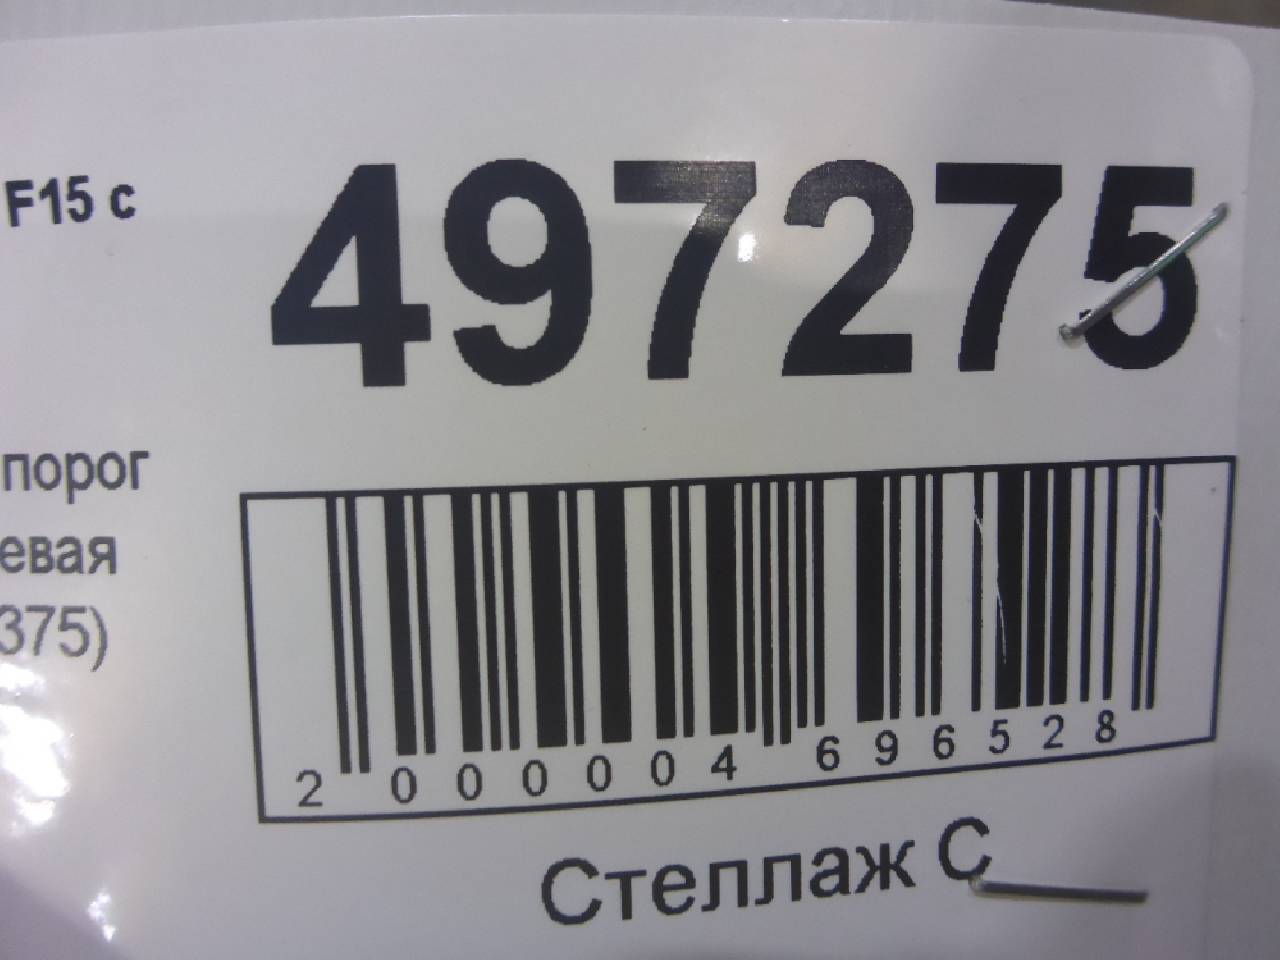 F15 с
497275
порог
евая
375)
2 000004 696528
Стеллаж С